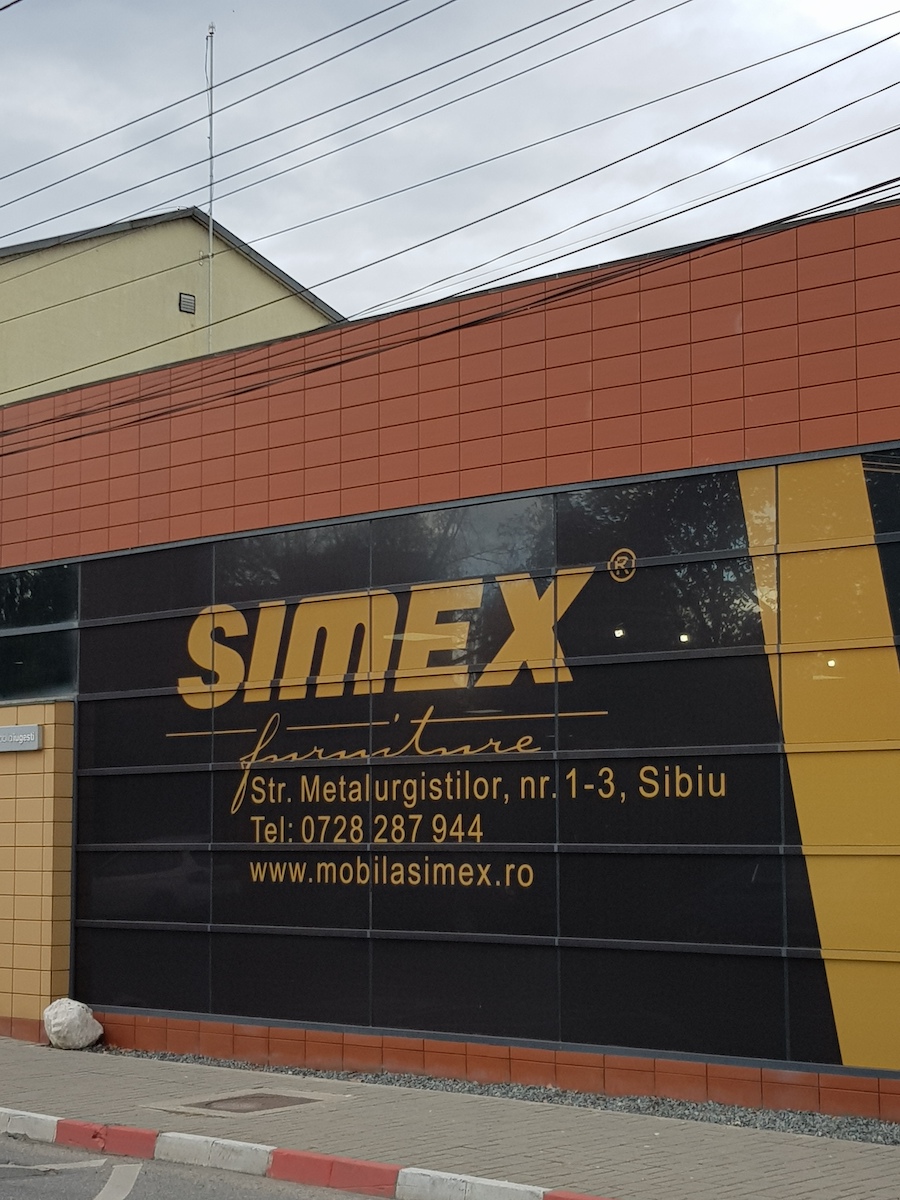 SIMEX®
furniture
Str. Metalurgistilor, nr.1-3, Sibiu
Tel: 0728 287 944
www.mobilasimex.ro